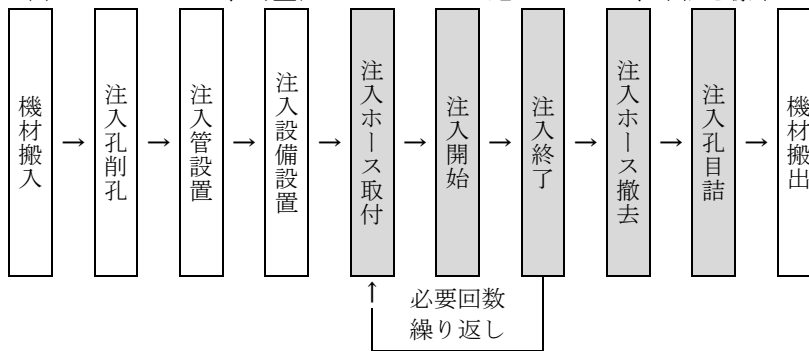 機材搬入
→
注入孔削孔
→
注入管設置
→
注入設備設置
→
注入ホース取付
→
注入開始
→
注入終了
→
注入ホース撤去
→
注入孔目詰
→
機材搬出
↑
必要回数
繰り返し